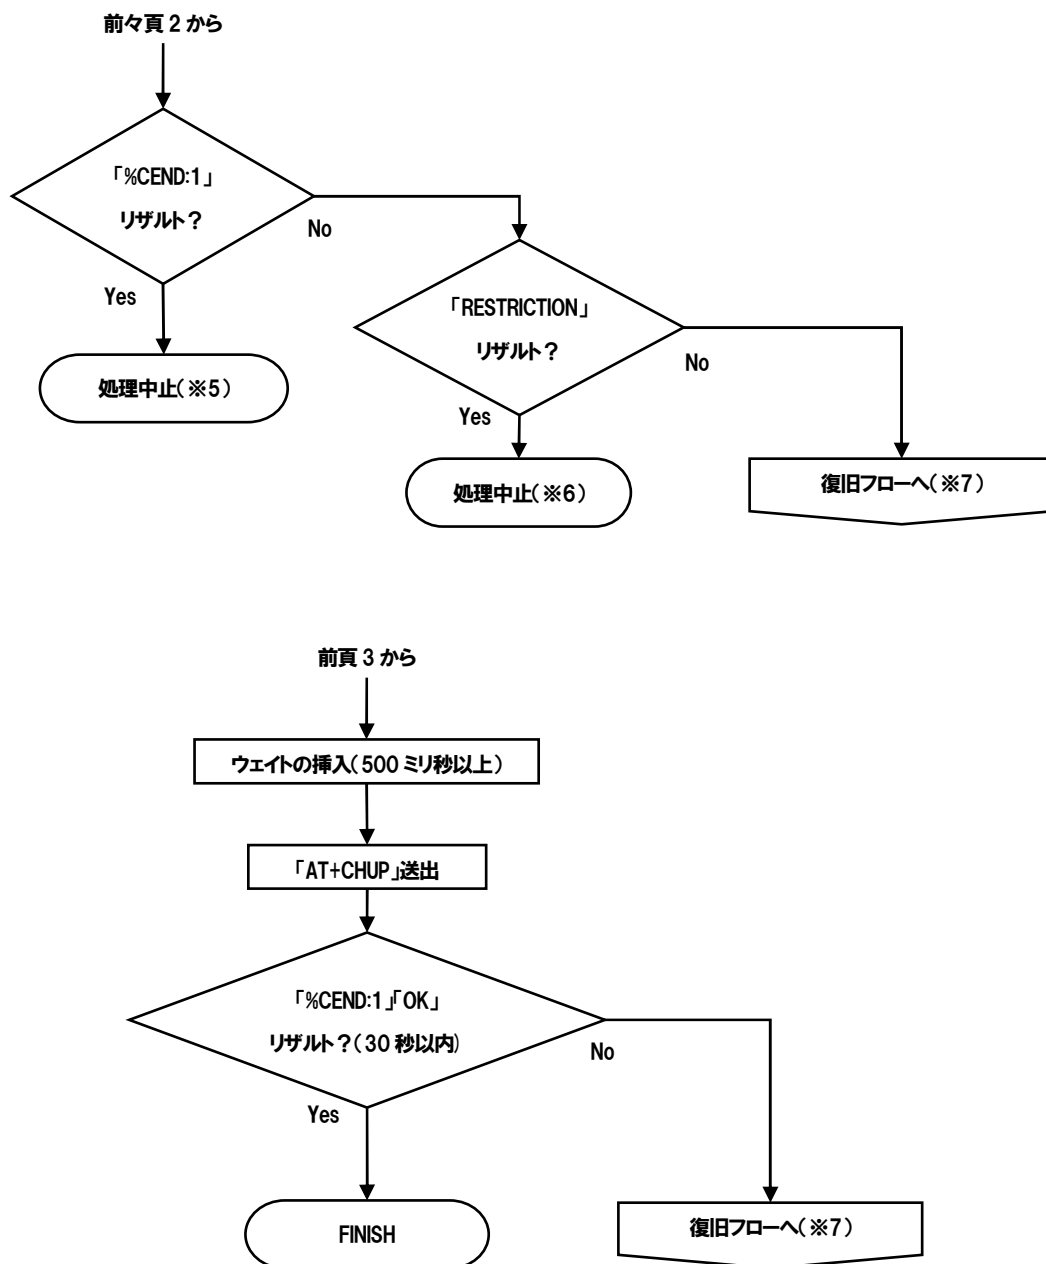 前々頁 2 から
「%CEND:1」
リザルト？
No
Yes
「RESTRICTION」
リザルト？
No
処理中止（※5）
Yes
処理中止（※6）
復旧フローへ（※7）
前頁 3 から
ウェイトの挿入（500 ミリ秒以上）
「AT+CHUP」送出
「%CEND:1」「OK」
リザルト？（30 秒以内)
No
Yes
FINISH
復旧フローへ（※7）